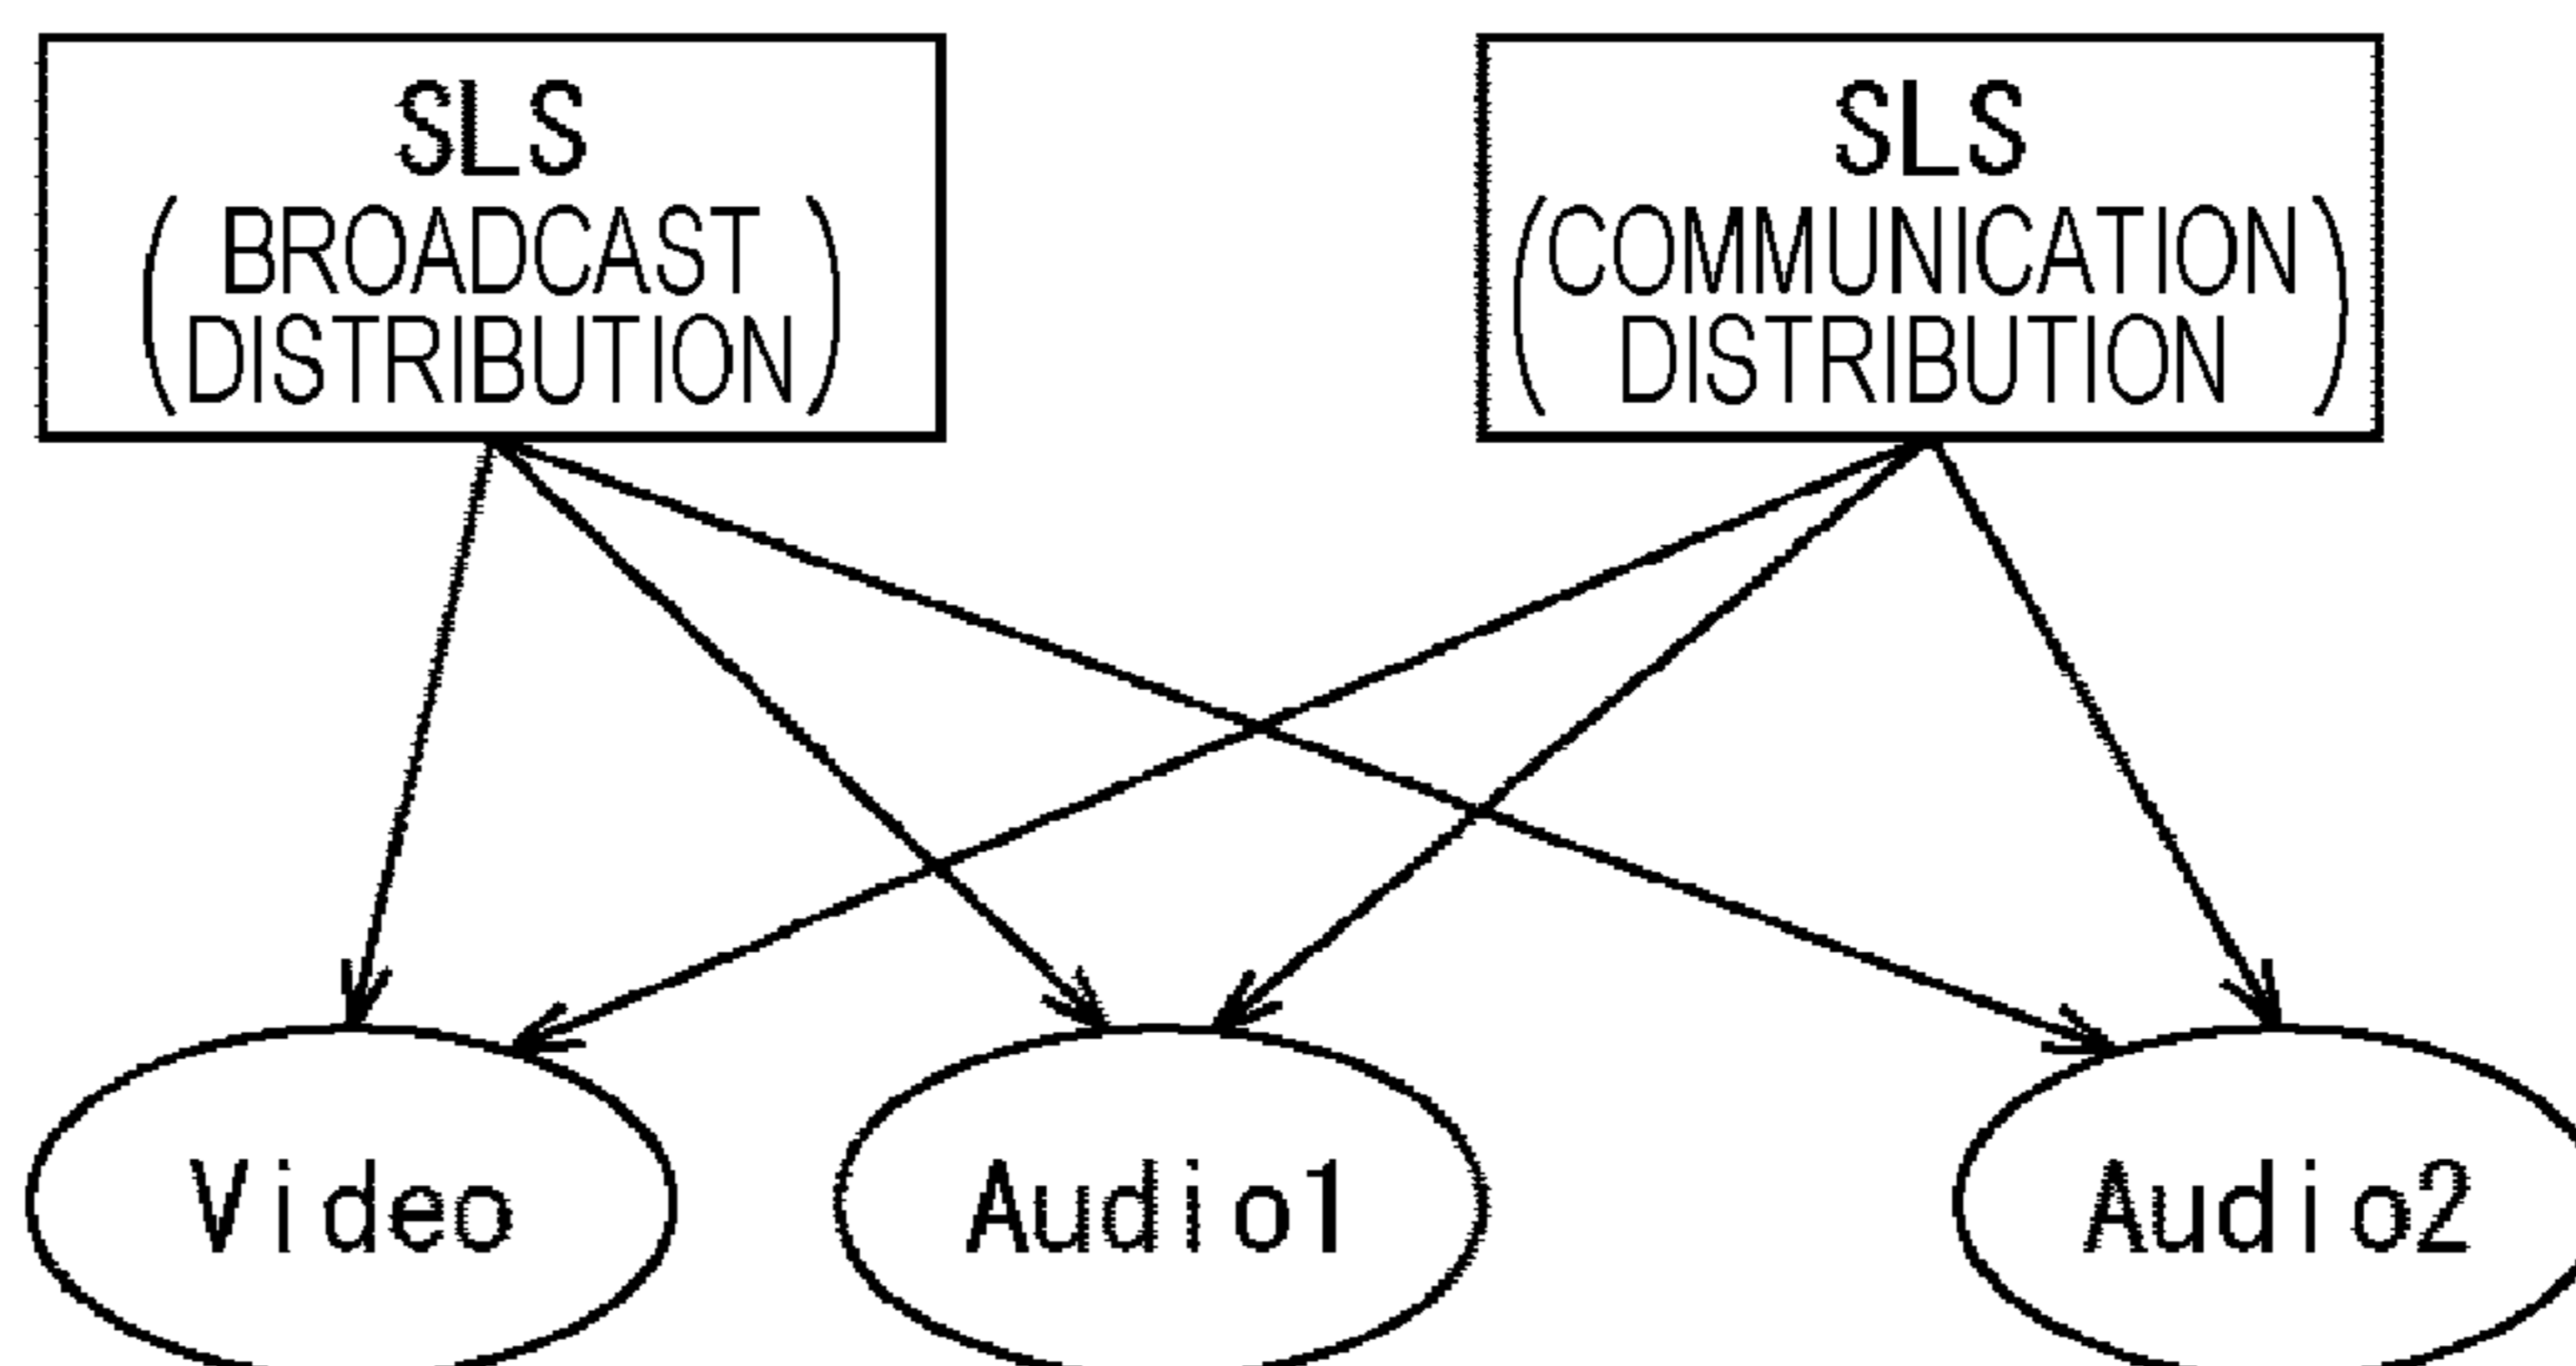 SLS
(BROADCAST
DISTRIBUTION)
SLS
(COMMUNICATION
DISTRIBUTION)
Video
Audio1
Audio2